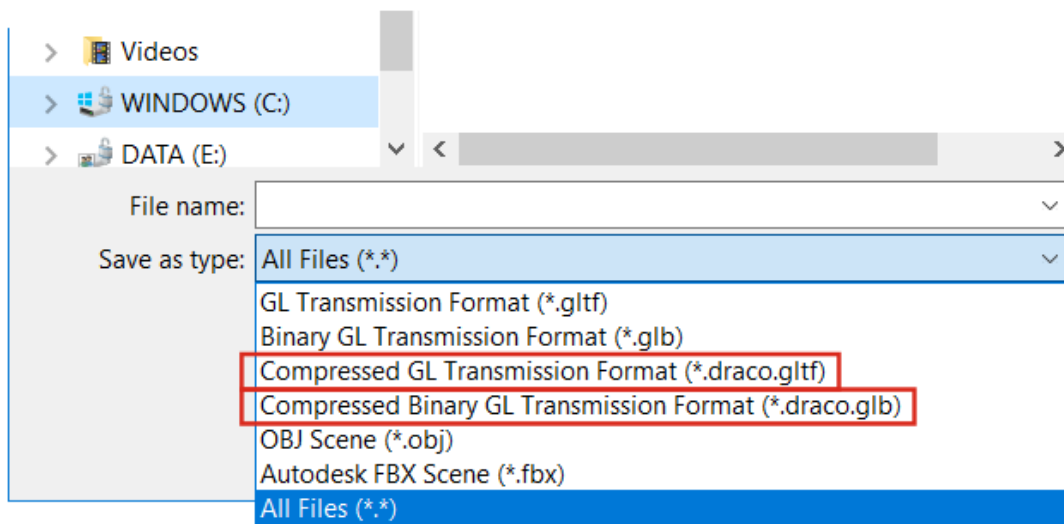 Videos
WINDOWS (C:)
DATA (E:)
File name:
Save as type: All Files (*.*)
GL Transmission Format (*.gltf)
Binary GL Transmission Format (*.glb)
Compressed GL Transmission Format (*.draco.gltf)
Compressed Binary GL Transmission Format (*.draco.glb)
OBJ Scene (*.obj)
Autodesk FBX Scene (*.fbx)
All Files (*.*)